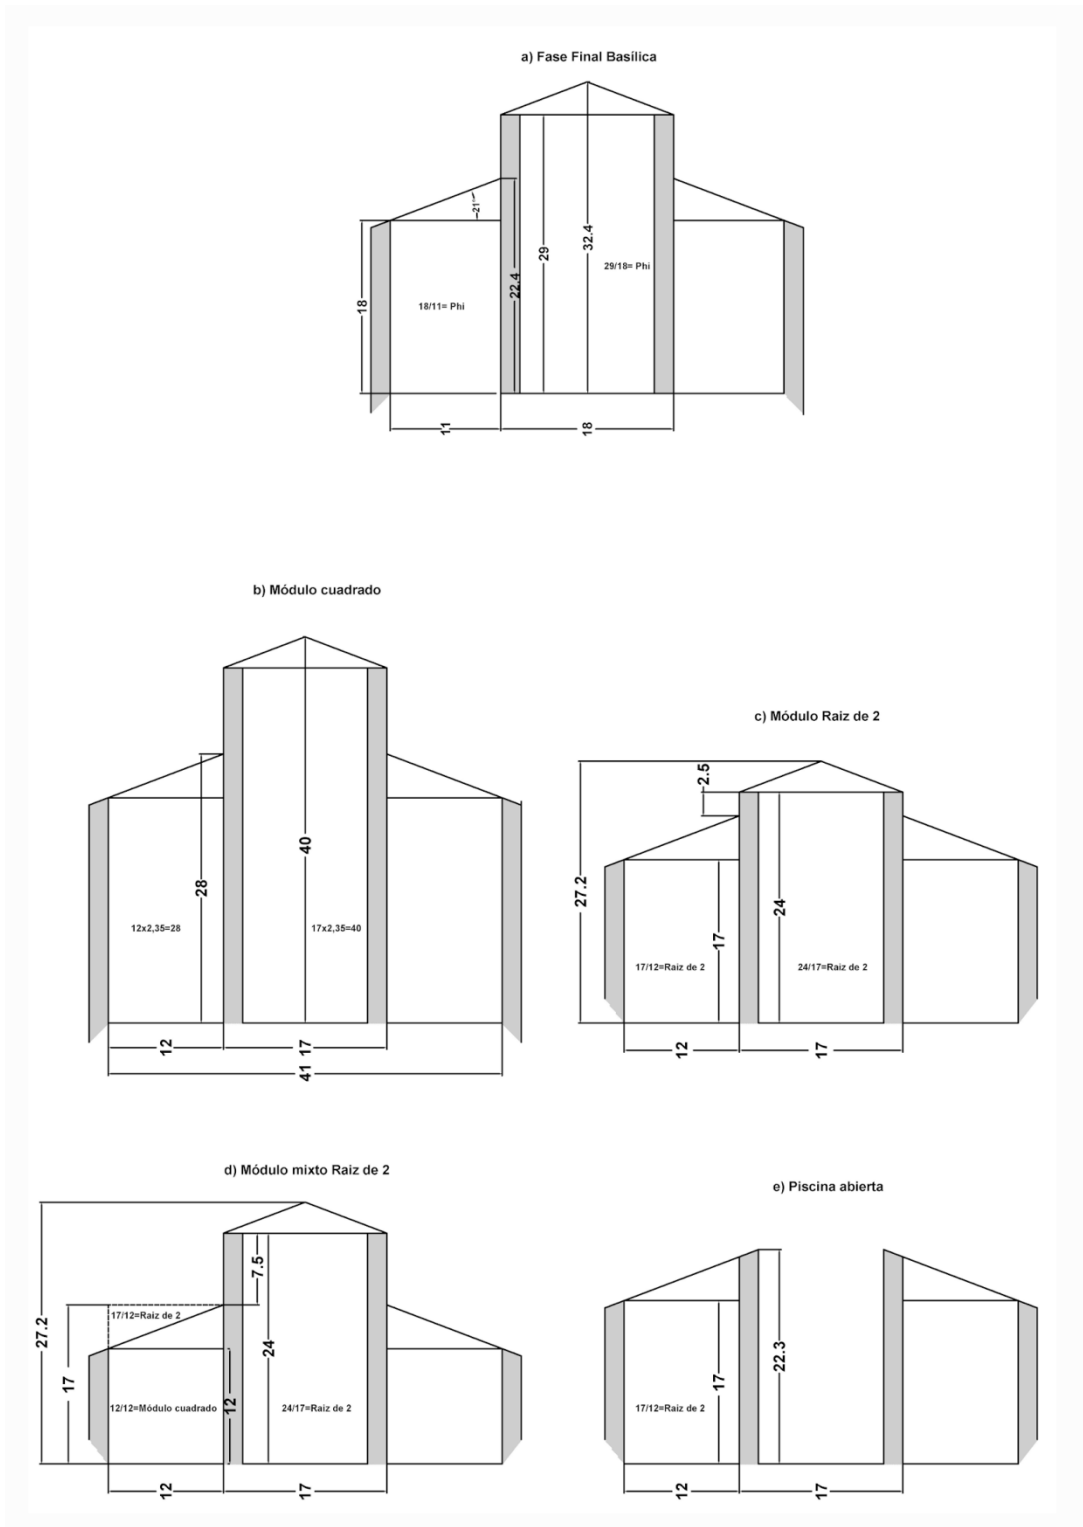 a) Fase Final Basílica
21°
18
22.4
29
32.4
29/18= Phi
18/11= Phi
11
18
b) Módulo cuadrado
28
40
12x2,35=28
17x2,35=40
12
17
41
c) Módulo Raiz de 2
2.5
27.2
17
24
17/12=Raiz de 2
24/17=Raiz de 2
12
17
d) Módulo mixto Raiz de 2
7.5
17/12=Raiz de 2
27.2
17
24
12
12/12=Módulo cuadrado
24/17=Raiz de 2
12
17
e) Piscina abierta
22.3
17
17/12=Raiz de 2
12
17